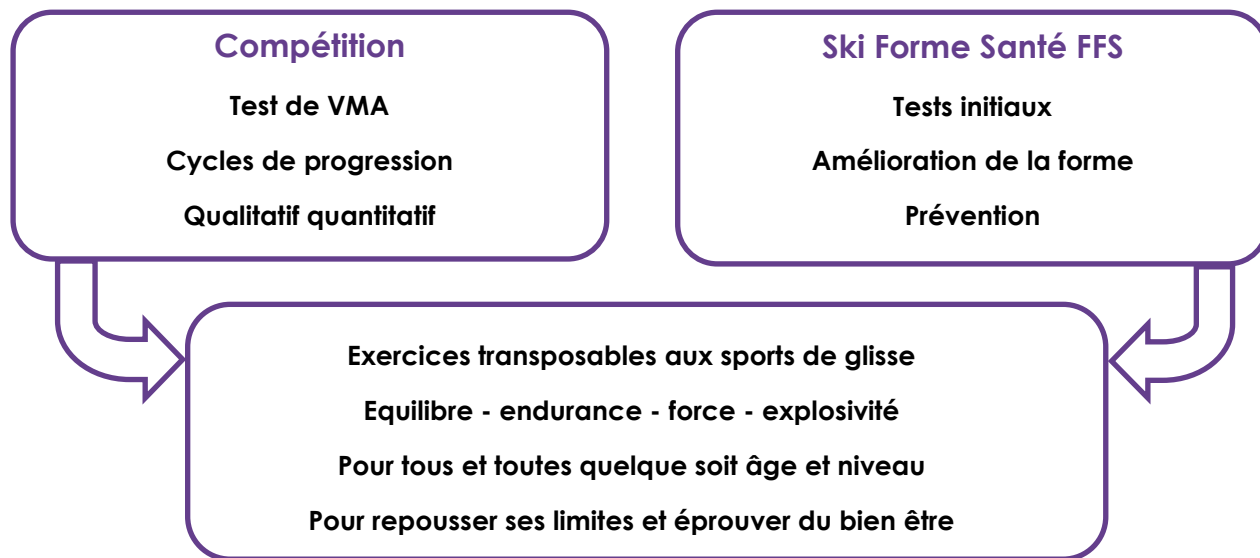 Compétition
Test de VMA
Cycles de progression
Qualitatif quantitatif
Ski Forme Santé FFS
Tests initiaux
Amélioration de la forme
Prévention
Exercices transposables aux sports de glisse
Equilibre - endurance - force - explosivité
Pour tous et toutes quelque soit âge et niveau
Pour repousser ses limites et éprouver du bien être